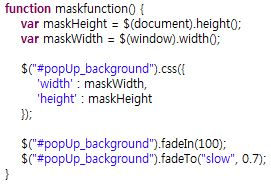 function maskfunction() {
    var maskHeight = $(document).height();
    var maskWidth = $(window).width();

    $("#popUp_background").css({
        'width' : maskWidth,
        'height' : maskHeight
    });

    $("#popUp_background").fadeIn(100);
    $("#popUp_background").fadeTo("slow", 0.7);
}